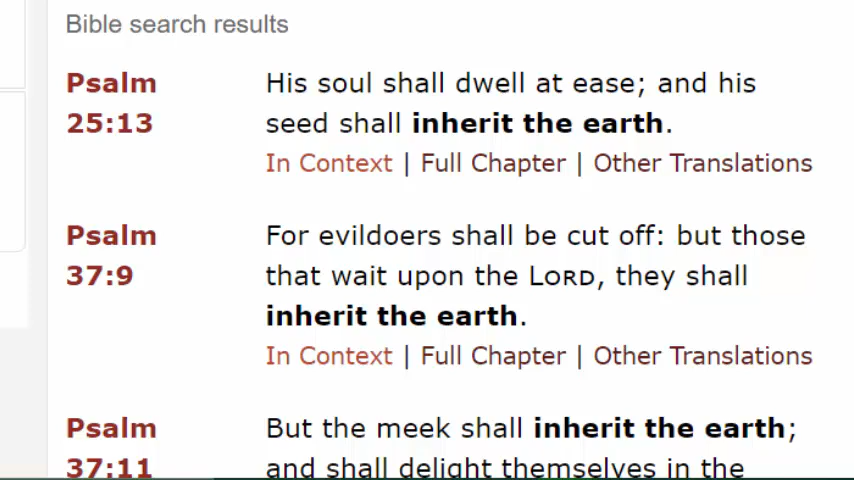 Bible search results
Psalm 25:13
His soul shall dwell at ease; and his
seed shall inherit the earth.
In Context | Full Chapter | Other Translations
Psalm 37:9
For evildoers shall be cut off: but those
that wait upon the LORD, they shall
inherit the earth.
In Context | Full Chapter | Other Translations
Psalm 37:11
But the meek shall inherit the earth;
and shall delight themselves in the